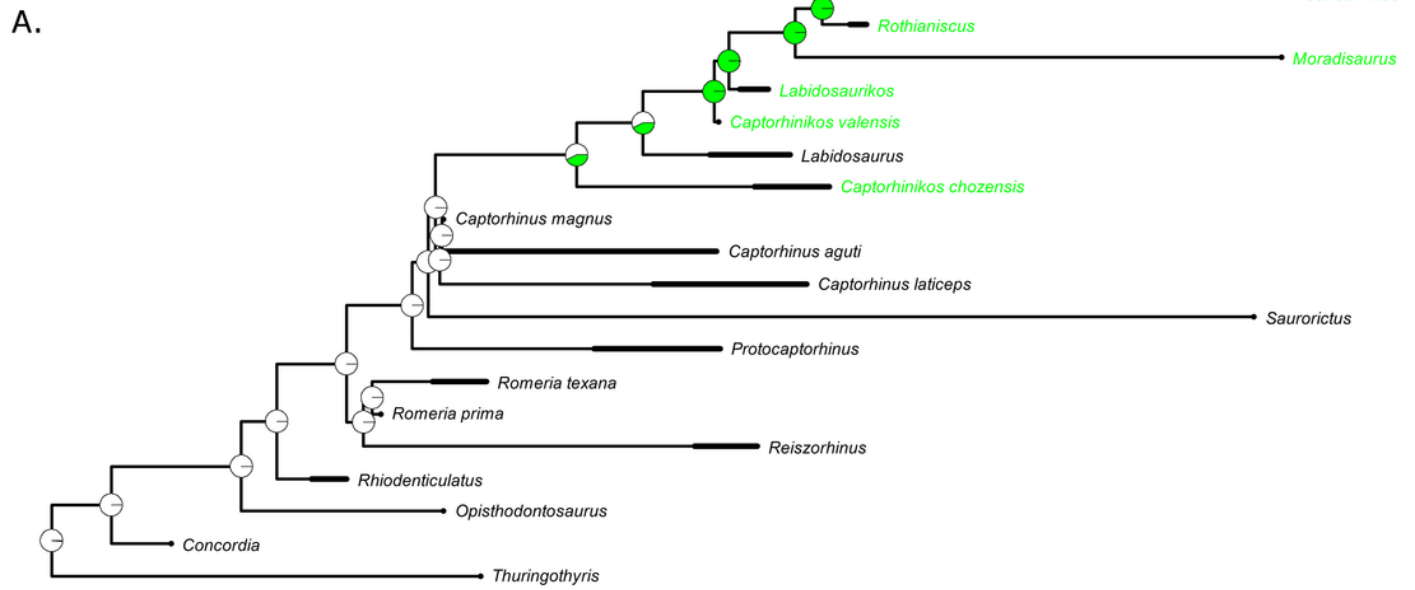 A.
Rothianiscus
Moradisaurus
Labidosaurikos
Captorhinikos valensis
Labidosaurus
Captorhinikos chozensis
Captorhinus magnus
Captorhinus aguti
Captorhinus laticeps
Saurorictus
Protocaptorhinus
Romeria texana
Romeria prima
Reiszorhinus
Rhiodenticulatus
Opisthodontosaurus
Concordia
Thuringothyris